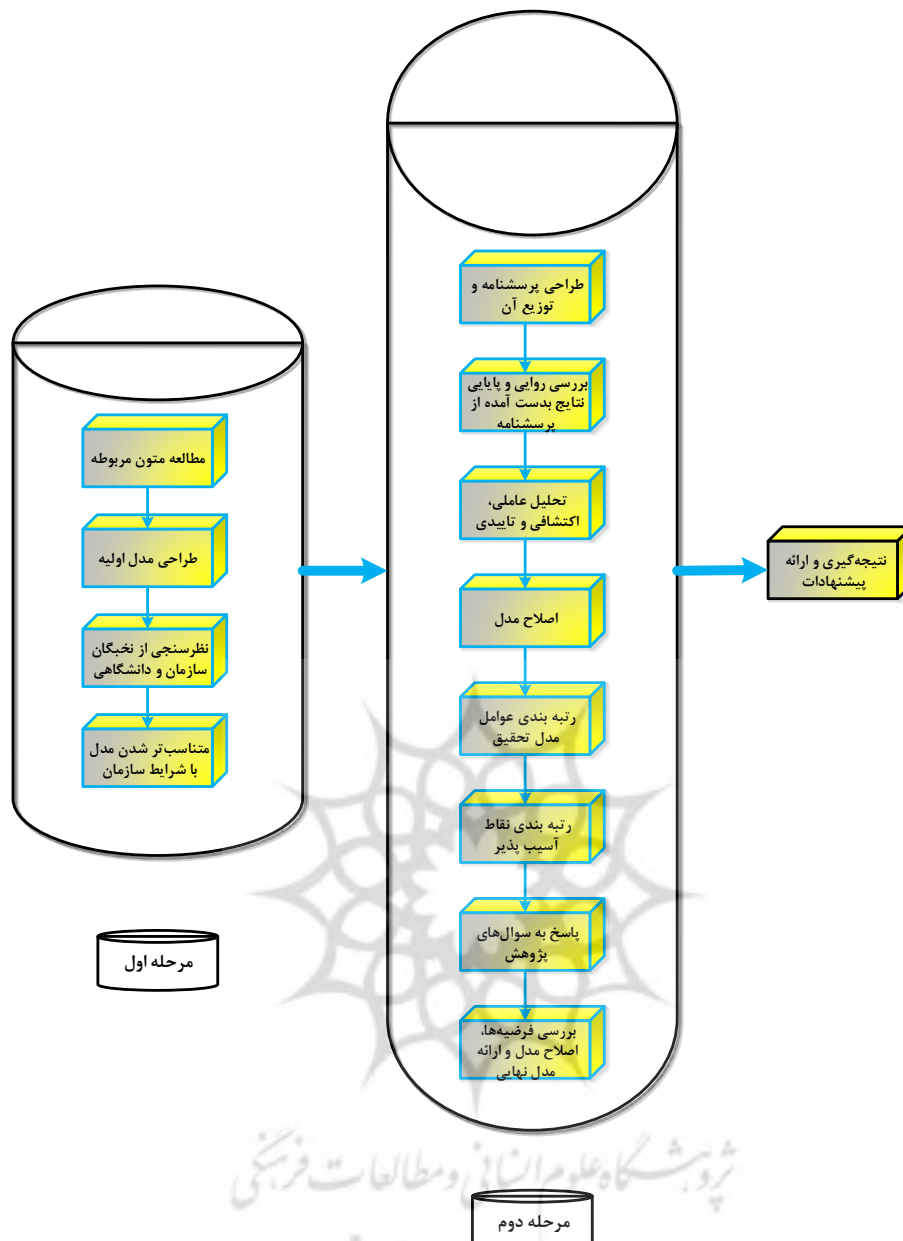 مطالعه متون مربوطه
طراحی مدل اولیه
نظرسنجی از نخبگان
سازمان و دانشگاهی
متناسب‌تر شدن مدل
با شرایط سازمان
مرحله اول
طراحی پرسشنامه و
توزیع آن
بررسی روایی و پایایی
نتایج بدست آمده از
پرسشنامه
تحلیل عاملی،
اکتشافی و تاییدی
اصلاح مدل
رتبه بندی عوامل
مدل تحقیق
رتبه بندی نقاط
آسیب پذیر
پاسخ به سوال‌های
پژوهش
بررسی فرضیه‌ها،
اصلاح مدل و ارائه
مدل نهایی
مرحله دوم
نتیجه‌گیری و ارائه
پیشنهادات
پژوهشگاه علوم انسانی و مطالعات فرهنگی